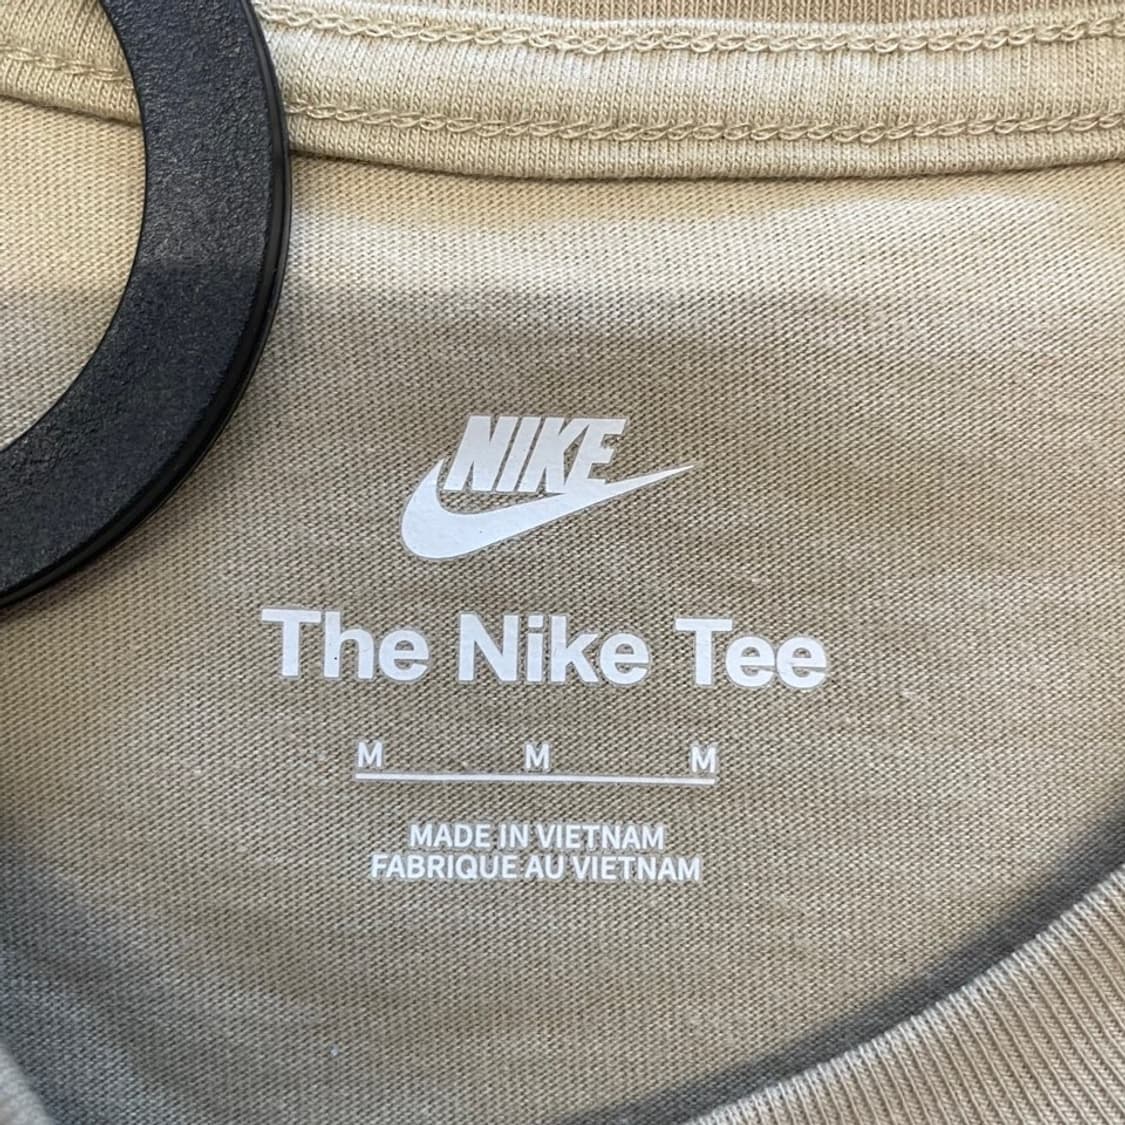 NIKE
The Nike Tee
M M M
MADE IN VIETNAM
FABRIQUE AU VIETNAM